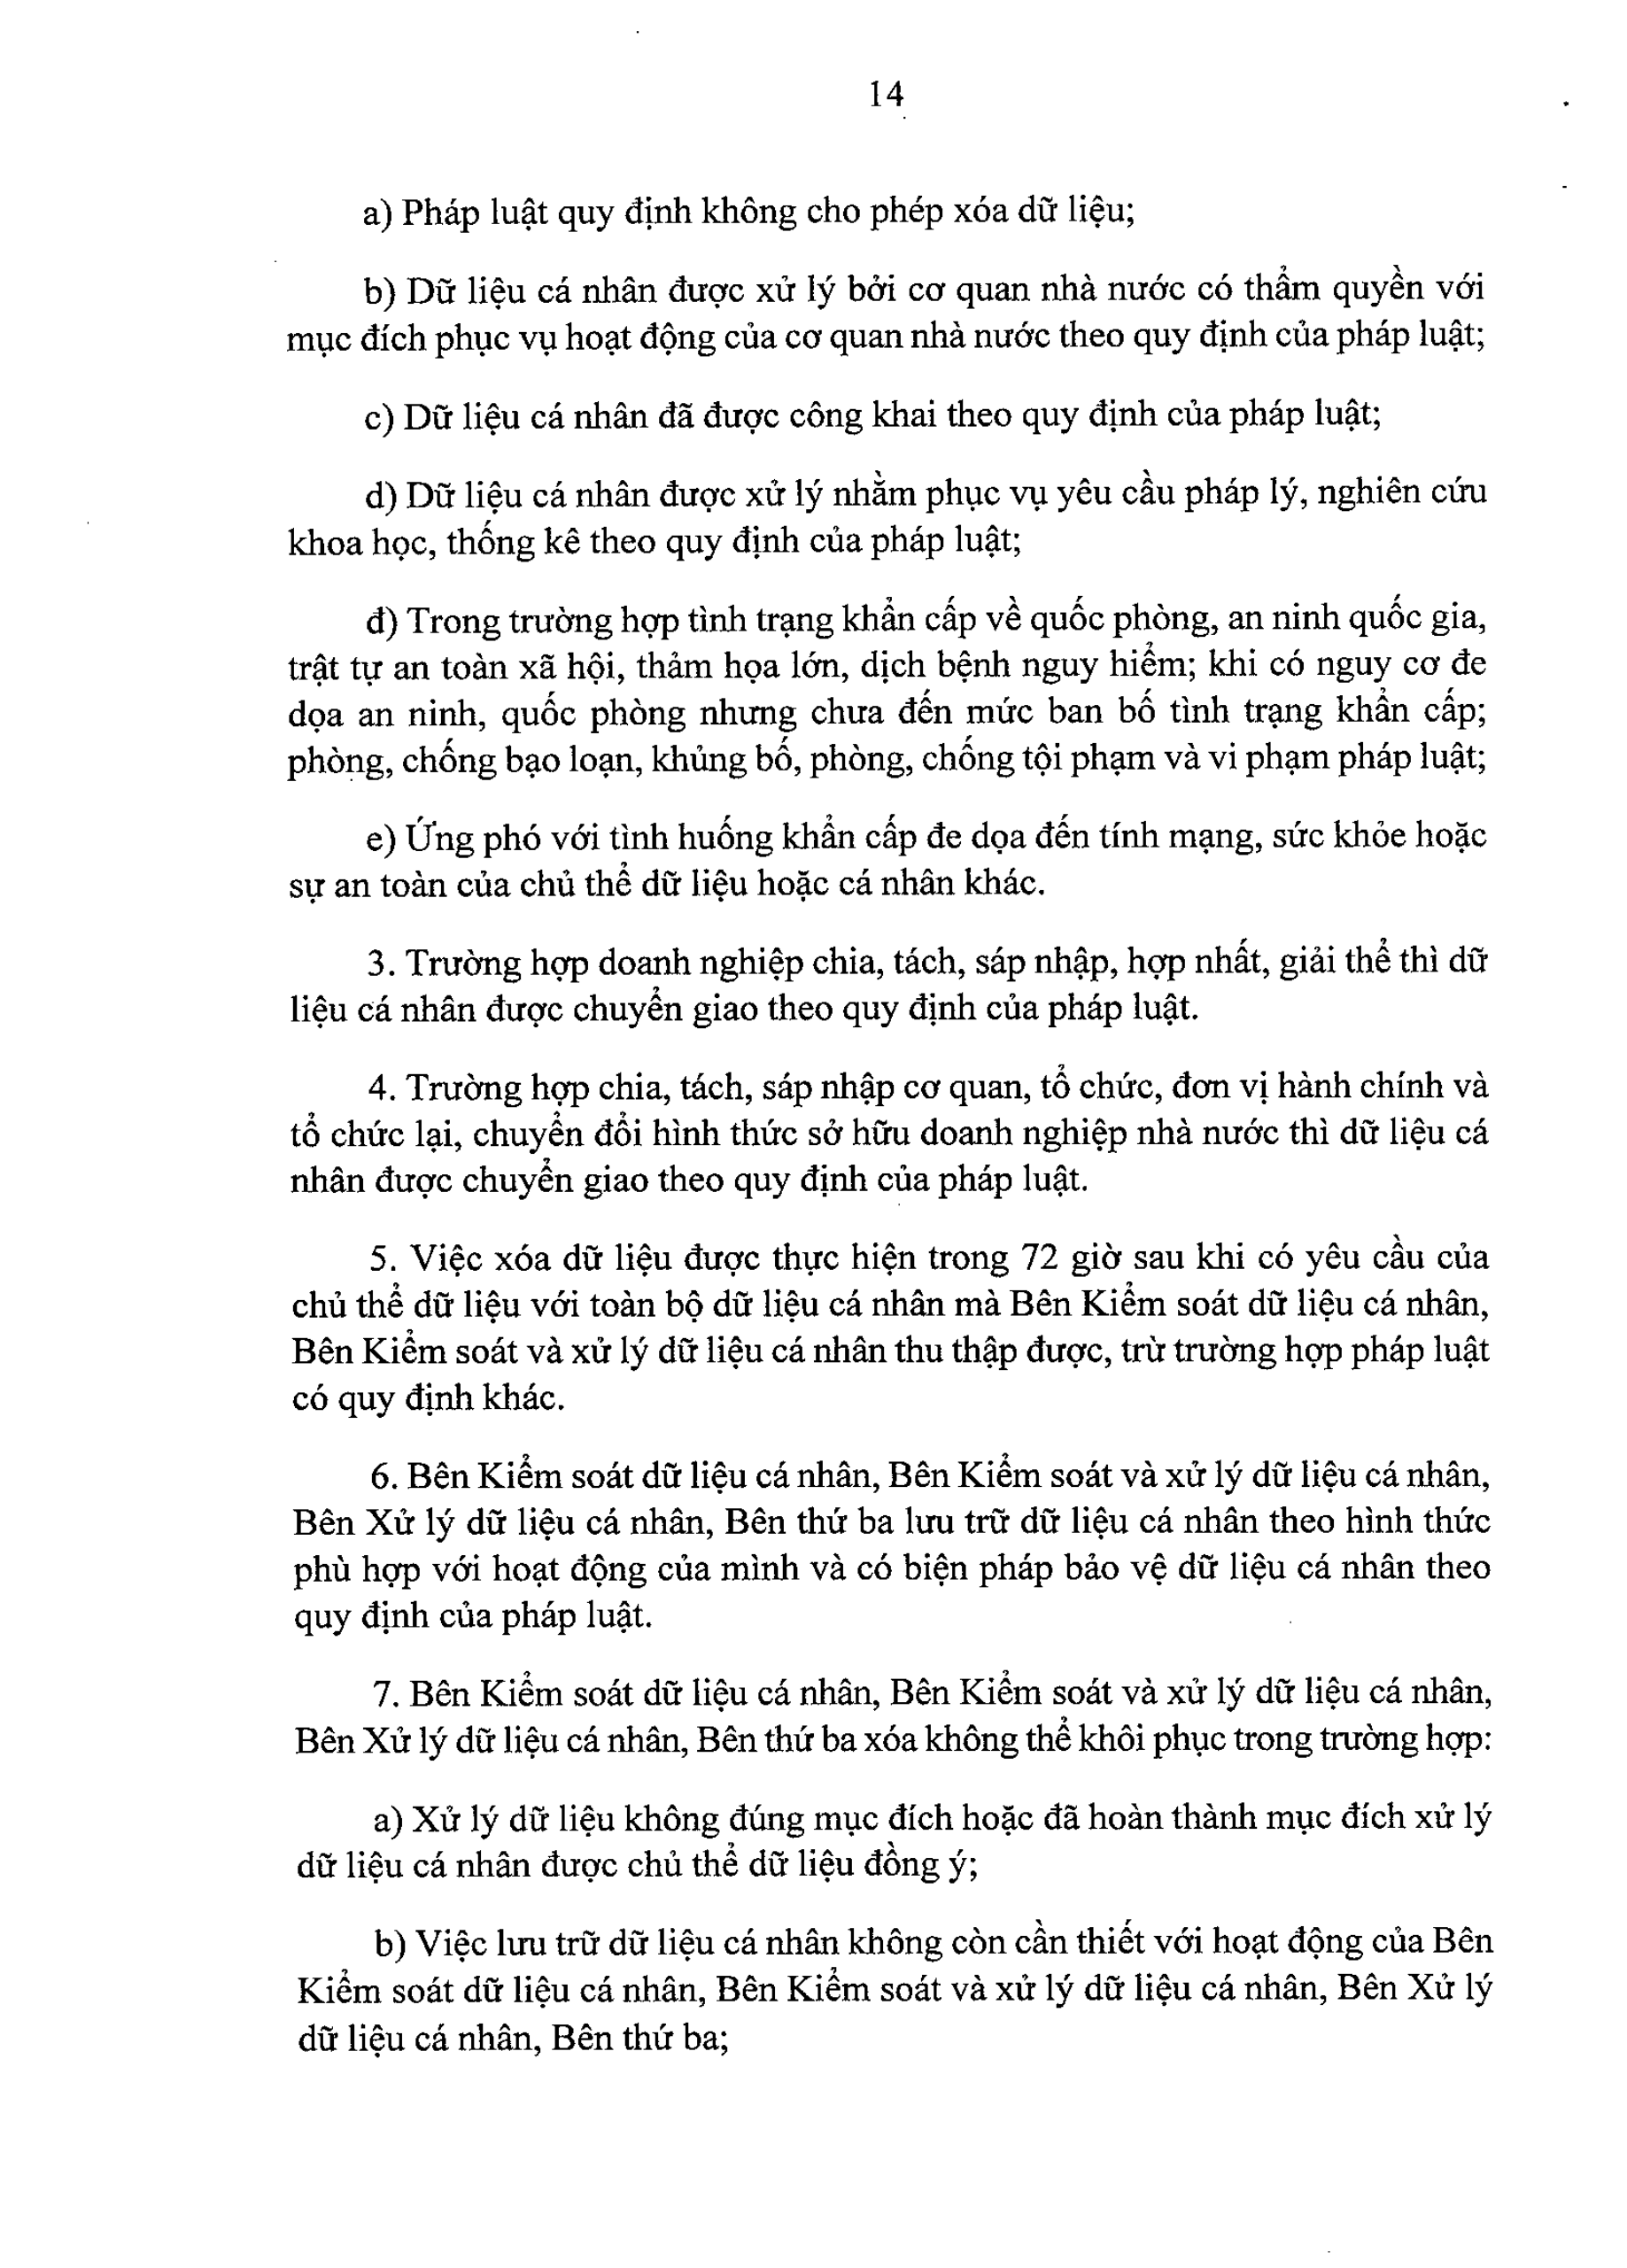 14
a) Pháp luật quy định không cho phép xóa dữ liệu;
b) Dữ liệu cá nhân được xử lý bởi cơ quan nhà nước có thẩm quyền với
mục đích phục vụ hoạt động của cơ quan nhà nước theo quy định của pháp luật;
c) Dữ liệu cá nhân đã được công khai theo quy định của pháp luật;
d) Dữ liệu cá nhân được xử lý nhằm phục vụ yêu cầu pháp lý, nghiên cứu
khoa học, thống kê theo quy định của pháp luật;
đ) Trong trường hợp tình trạng khẩn cấp về quốc phòng, an ninh quốc gia,
trật tự an toàn xã hội, thảm họa lớn, dịch bệnh nguy hiểm; khi có nguy cơ đe
dọa an ninh, quốc phòng nhưng chưa đến mức ban bố tình trạng khẩn cấp;
phòng, chống bạo loạn, khủng bố, phòng, chống tội phạm và vi phạm pháp luật;
e) Ứng phó với tình huống khẩn cấp đe dọa đến tính mạng, sức khỏe hoặc
sự an toàn của chủ thể dữ liệu hoặc cá nhân khác.
3. Trường hợp doanh nghiệp chia, tách, sáp nhập, hợp nhất, giải thể thì dữ
liệu cá nhân được chuyển giao theo quy định của pháp luật.
4. Trường hợp chia, tách, sáp nhập cơ quan, tổ chức, đơn vị hành chính và
tổ chức lại, chuyển đổi hình thức sở hữu doanh nghiệp nhà nước thì dữ liệu cá
nhân được chuyển giao theo quy định của pháp luật.
5. Việc xóa dữ liệu được thực hiện trong 72 giờ sau khi có yêu cầu của
chủ thể dữ liệu với toàn bộ dữ liệu cá nhân mà Bên Kiểm soát dữ liệu cá nhân,
Bên Kiểm soát và xử lý dữ liệu cá nhân thu thập được, trừ trường hợp pháp luật
có quy định khác.
6. Bên Kiểm soát dữ liệu cá nhân, Bên Kiểm soát và xử lý dữ liệu cá nhân,
Bên Xử lý dữ liệu cá nhân, Bên thứ ba lưu trữ dữ liệu cá nhân theo hình thức
phù hợp với hoạt động của mình và có biện pháp bảo vệ dữ liệu cá nhân theo
quy định của pháp luật.
7. Bên Kiểm soát dữ liệu cá nhân, Bên Kiểm soát và xử lý dữ liệu cá nhân,
Bên Xử lý dữ liệu cá nhân, Bên thứ ba xóa không thể khôi phục trong trường hợp:
a) Xử lý dữ liệu không đúng mục đích hoặc đã hoàn thành mục đích xử lý
dữ liệu cá nhân được chủ thể dữ liệu đồng ý;
b) Việc lưu trữ dữ liệu cá nhân không còn cần thiết với hoạt động của Bên
Kiểm soát dữ liệu cá nhân, Bên Kiểm soát và xử lý dữ liệu cá nhân, Bên Xử lý
dữ liệu cá nhân, Bên thứ ba;